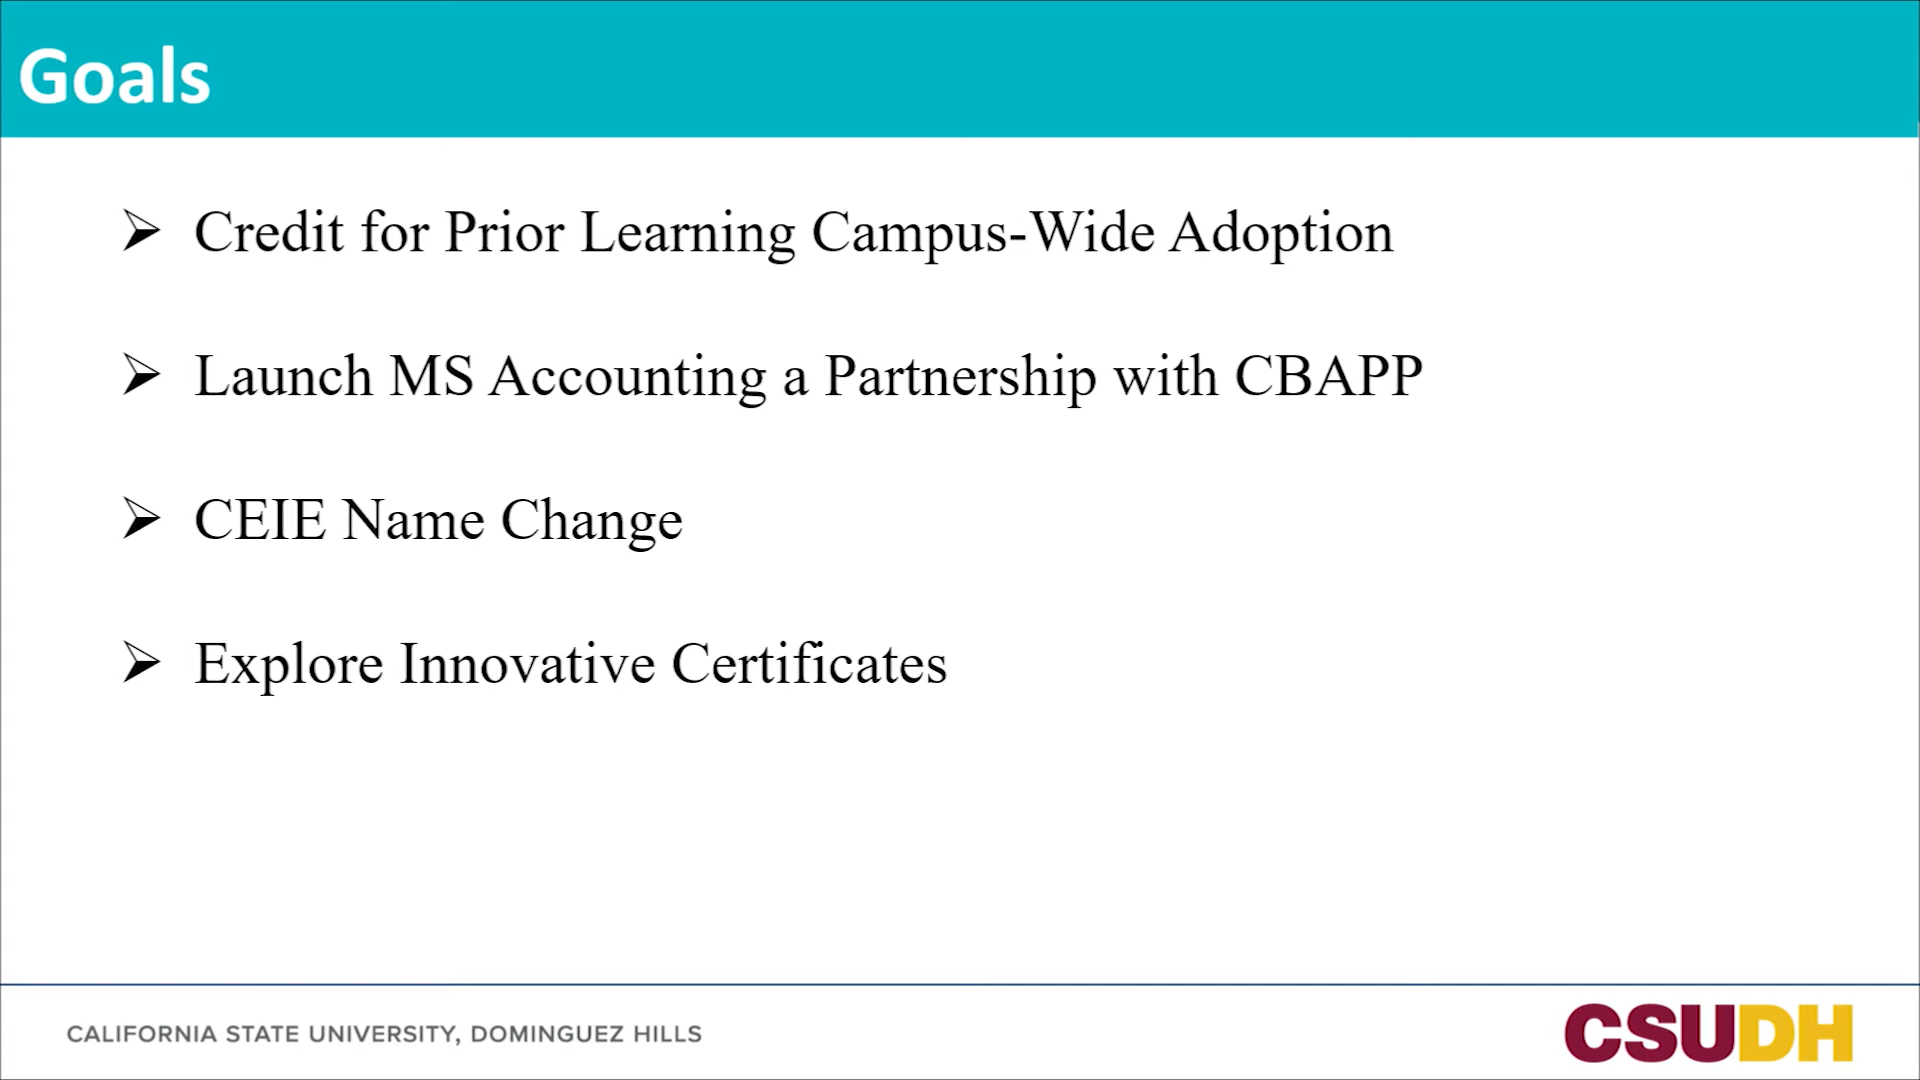 Goals
➢ Credit for Prior Learning Campus-Wide Adoption
➢ Launch MS Accounting a Partnership with CBAPP
➢ CEIE Name Change
➢ Explore Innovative Certificates
CALIFORNIA STATE UNIVERSITY, DOMINGUEZ HILLS
CSUDH